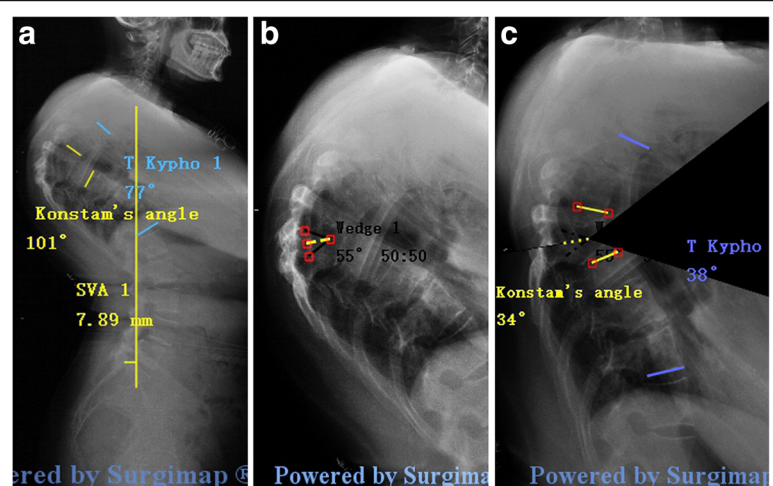 a
T Kypho 1
77°
Konstam's angle
101°
SVA 1
7.89 mm
ered by Surgimap ®
b
Wedge 1
55° 50:50
Powered by Surgima
c
T Kypho
38°
Konstam's angle
34°
Powered by Surgimap